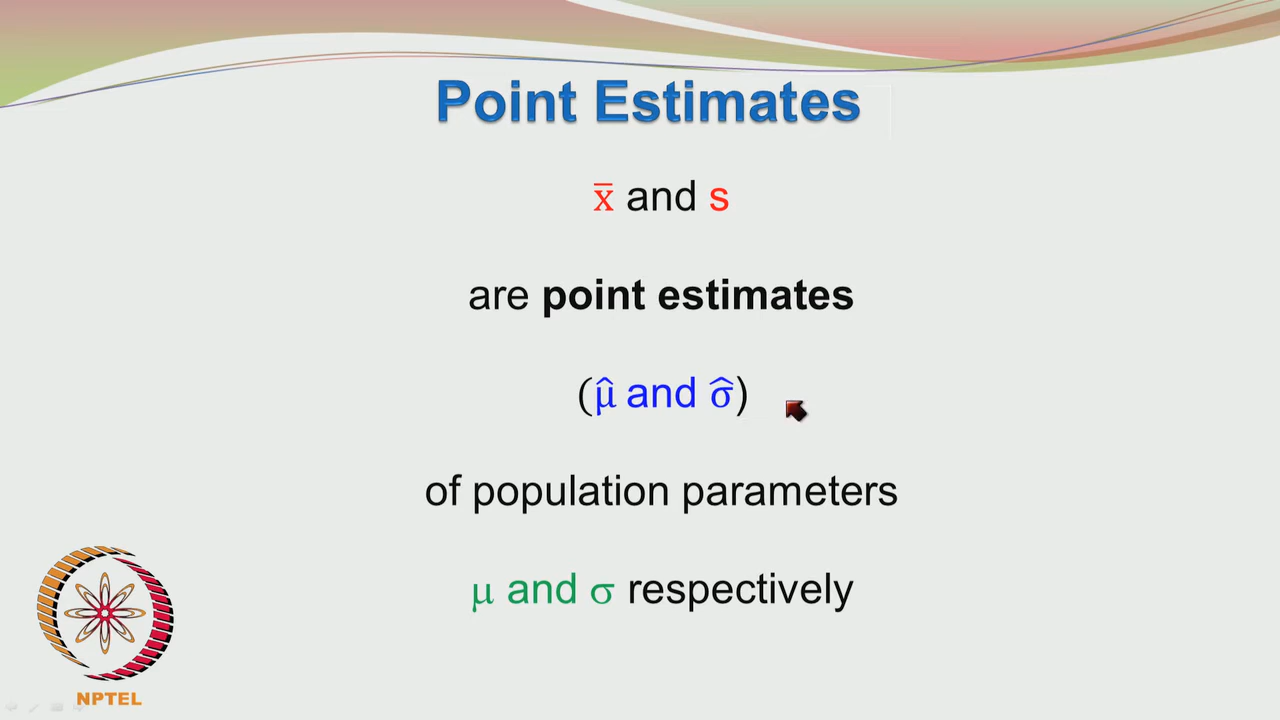 Point Estimates
x̄ and s
are point estimates
(μ̂ and σ̂)
of population parameters
μ and σ respectively
NPTEL